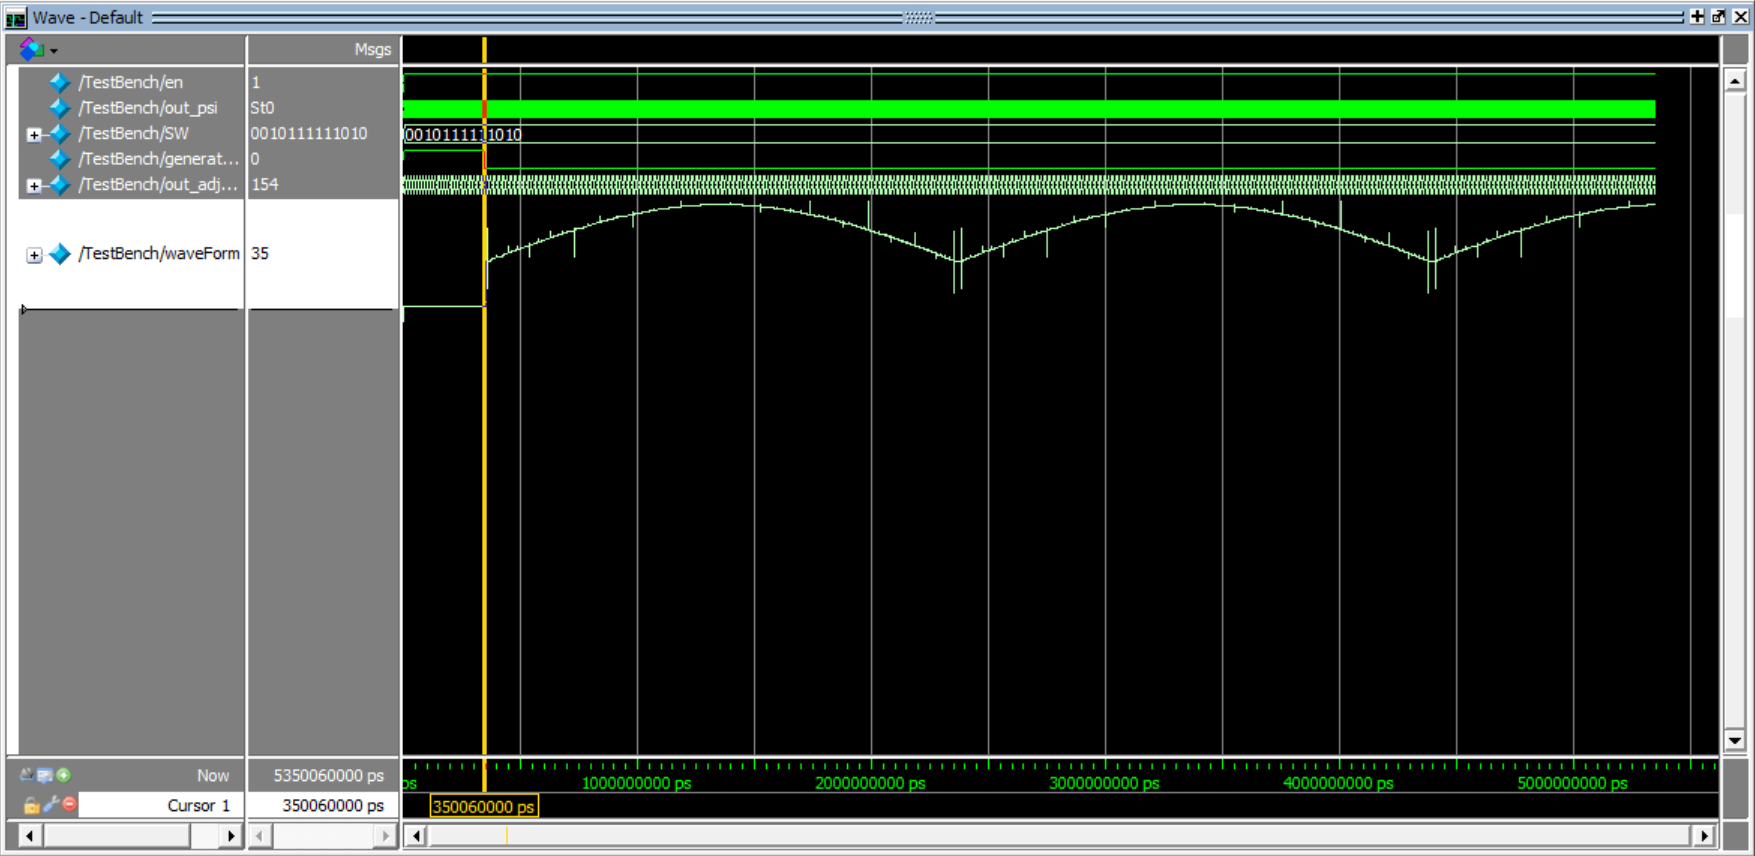 Wave - Default
Msgs
/TestBench/en 1
/TestBench/out_psi St0
/TestBench/SW 0010111111010 0010111111010
/TestBench/generat... 0
/TestBench/out_adj... 154
/TestBench/waveForm 35
Now 5350060000 ps ps 1000000000 ps 2000000000 ps 3000000000 ps 4000000000 ps 5000000000 ps
Cursor 1 350060000 ps 350060000 ps